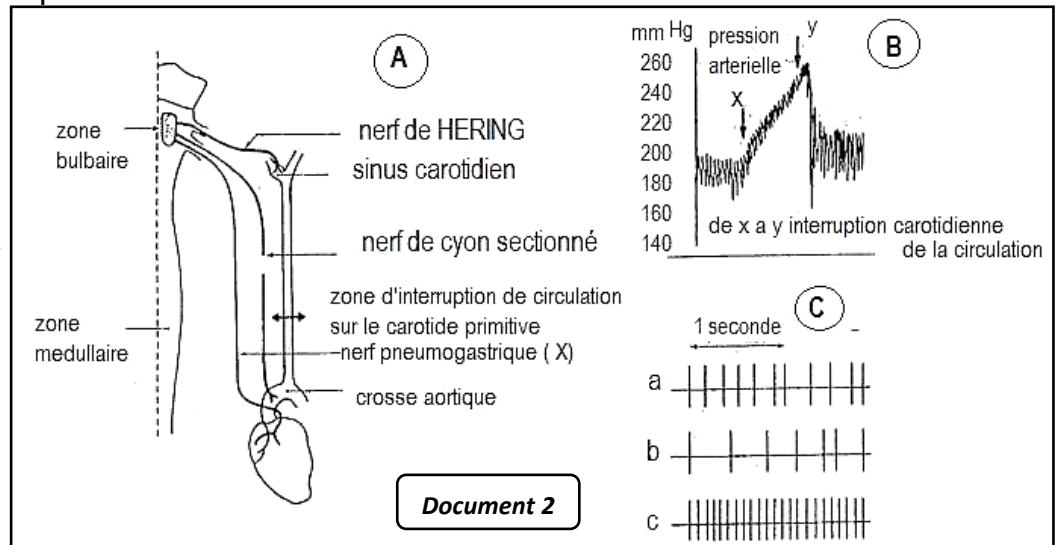 A
zone
bulbaire
nerf de HERING
sinus carotidien
nerf de cyon sectionné
zone d'interruption de circulation
sur le carotide primitive
nerf pneumogastrique ( X)
zone
medullaire
crosse aortique
Document 2
B
mm Hg
pression
arterielle
y
X
260
240
220
200
180
160
140
de x a y interruption carotidienne
de la circulation
C
1 seconde
a
b
c